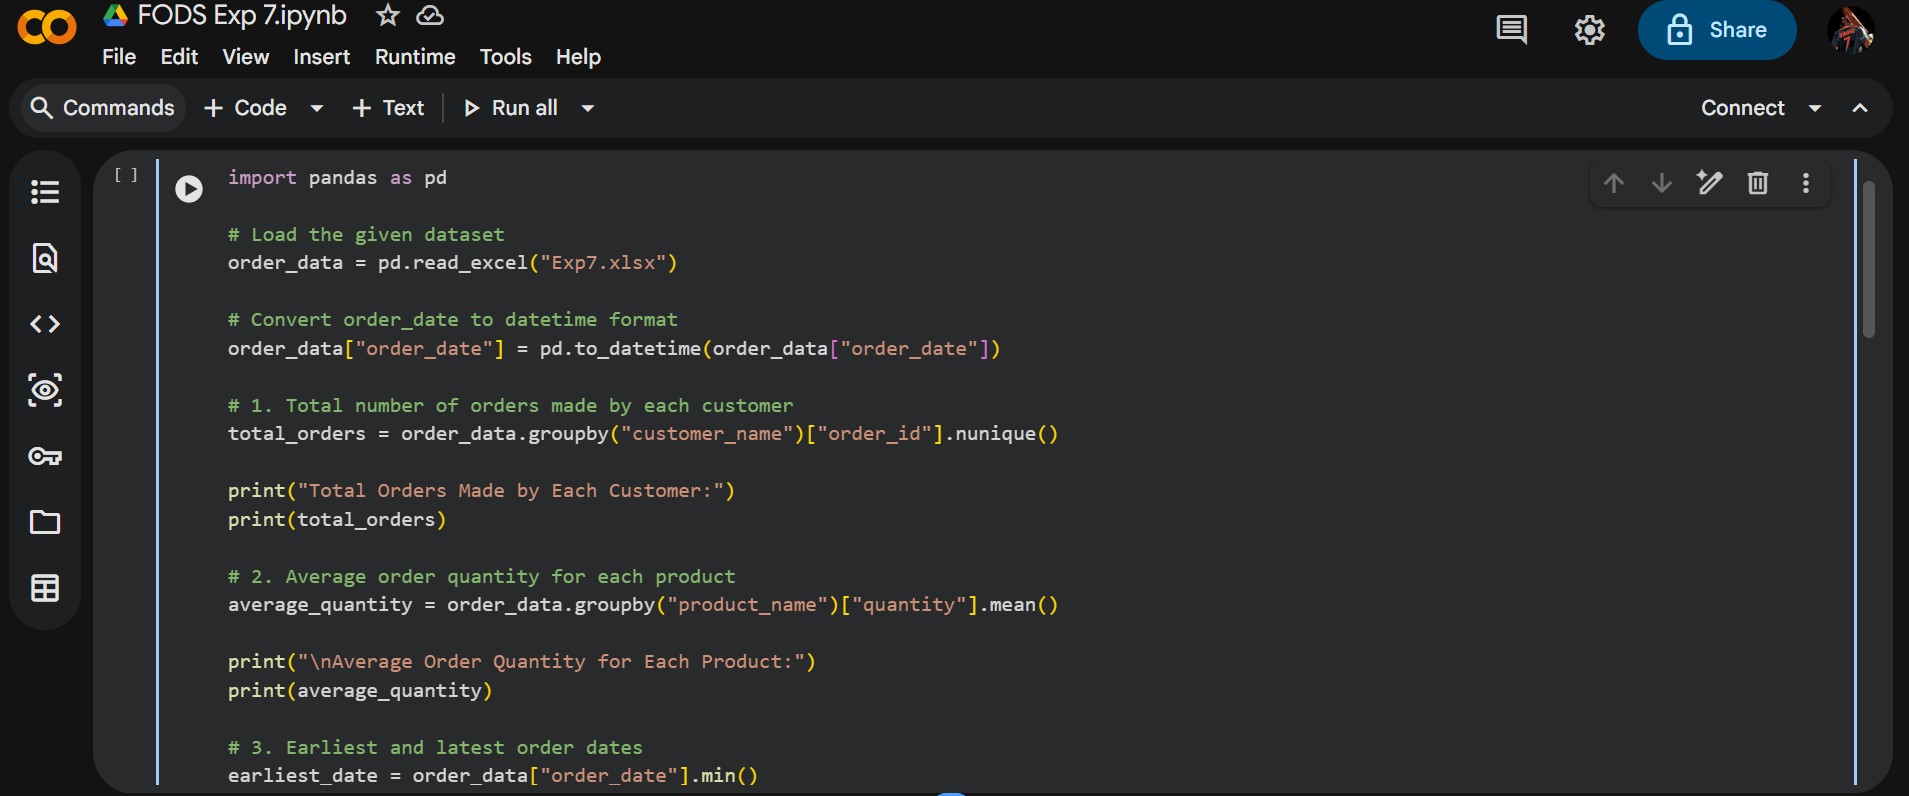 FODS Exp 7.ipynb
File Edit View Insert Runtime Tools Help
Share
Commands + Code + Text Run all
Connect
[ ]
import pandas as pd
# Load the given dataset
order_data = pd.read_excel("Exp7.xlsx")
# Convert order_date to datetime format
order_data["order_date"] = pd.to_datetime(order_data["order_date"])
# 1. Total number of orders made by each customer
total_orders = order_data.groupby("customer_name")["order_id"].nunique()
print("Total Orders Made by Each Customer:")
print(total_orders)
# 2. Average order quantity for each product
average_quantity = order_data.groupby("product_name")["quantity"].mean()
print("\nAverage Order Quantity for Each Product:")
print(average_quantity)
# 3. Earliest and latest order dates
earliest_date = order_data["order_date"].min()